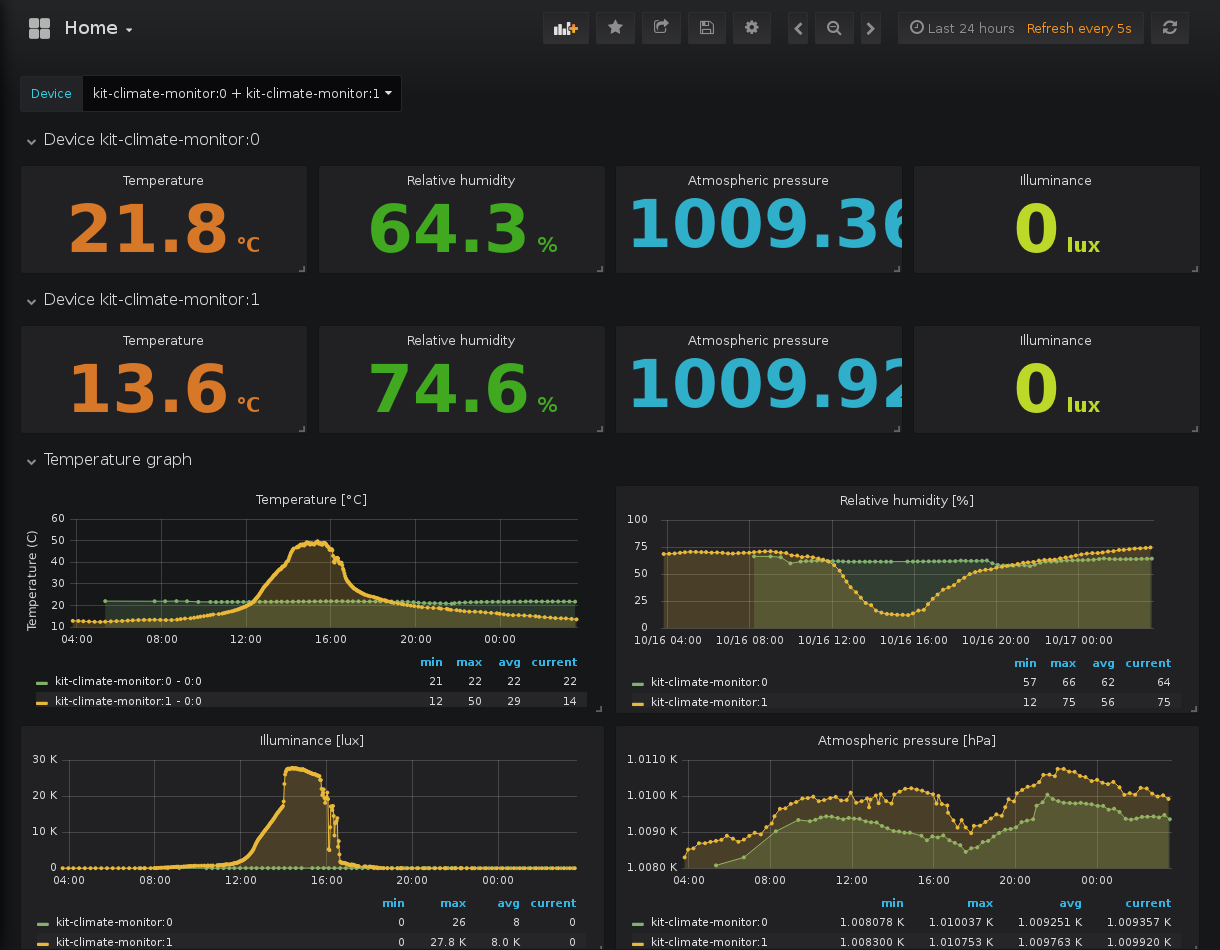 Home
Last 24 hours Refresh every 5s
Device kit-climate-monitor:0 + kit-climate-monitor:1
Device kit-climate-monitor:0
Temperature Relative humidity Atmospheric pressure Illuminance
21.8 °C 64.3 % 1009.36 0 lux
Device kit-climate-monitor:1
Temperature Relative humidity Atmospheric pressure Illuminance
13.6 °C 74.6 % 1009.92 0 lux
Temperature graph
Temperature [°C]
Temperature (C)
60
50
40
30
20
10
04:00 08:00 12:00 16:00 20:00 00:00
min max avg current
kit-climate-monitor:0 - 0:0 21 22 22 22
kit-climate-monitor:1 - 0:0 12 50 29 14
Relative humidity [%]
100
75
50
25
0
10/16 04:00 10/16 08:00 10/16 12:00 10/16 16:00 10/16 20:00 10/17 00:00
min max avg current
kit-climate-monitor:0 57 66 62 64
kit-climate-monitor:1 12 75 56 75
Illuminance [lux]
30 K
20 K
10 K
0
04:00 08:00 12:00 16:00 20:00 00:00
min max avg current
kit-climate-monitor:0 0 26 8 0
kit-climate-monitor:1 0 27.8 K 8.0 K 0
Atmospheric pressure [hPa]
1.0110 K
1.0100 K
1.0090 K
1.0080 K
04:00 08:00 12:00 16:00 20:00 00:00
min max avg current
kit-climate-monitor:0 1.008078 K 1.010037 K 1.009251 K 1.009357 K
kit-climate-monitor:1 1.008300 K 1.010753 K 1.009763 K 1.009920 K